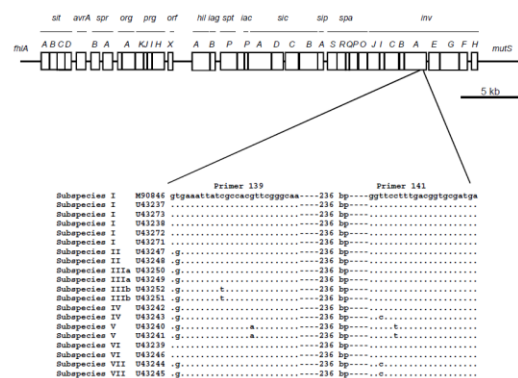 sit avrA spr org prg orf hil iag spt iac sic sip spa inv
fhlA A B C D B A A K J I H X A B P P A D C B A S R Q P O J I C B A E G F H mutS
5 kb
Primer 139 Primer 141
Subspecies I M90846 gtgaaattatcgccacgttcgggcaa----236 bp----ggttcctttgacggtgcgatga
Subspecies I U43237 ..........................----236 bp----......................
Subspecies I U43273 ..........................----236 bp----......................
Subspecies I U43238 ..........................----236 bp----......................
Subspecies I U43272 ..........................----236 bp----......................
Subspecies I U43271 ..........................----236 bp----......................
Subspecies II U43247 .g........................----236 bp----......................
Subspecies II U43248 .g........................----236 bp----......................
Subspecies IIIa U43250 .g........................----236 bp----......................
Subspecies IIIa U43249 .g........................----236 bp----......................
Subspecies IIIb U43252 .g........t...............----236 bp----......................
Subspecies IIIb U43251 .g........t...............----236 bp----......................
Subspecies IV U43242 .g........................----236 bp----......................
Subspecies IV U43243 .g........................----236 bp----..c...................
Subspecies V U43240 .g..............a.........----236 bp----.....t................
Subspecies V U43241 .g..............a.........----236 bp----.....t................
Subspecies VI U43239 ..........................----236 bp----......................
Subspecies VI U43246 ..........................----236 bp----......................
Subspecies VII U43244 .g........................----236 bp----..c...................
Subspecies VII U43245 .g........................----236 bp----..c...................